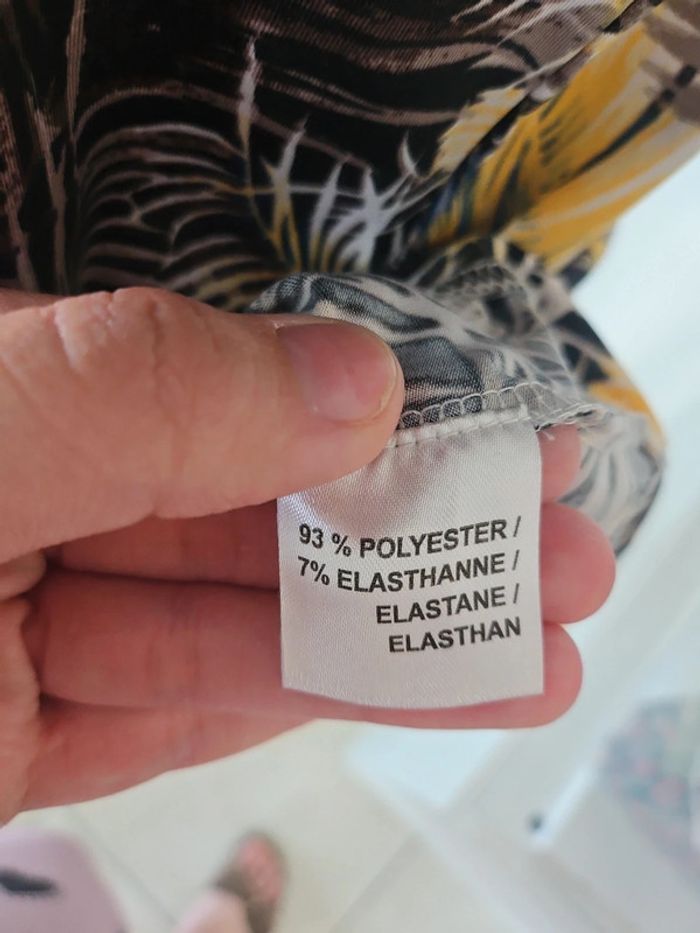 93 % POLYESTER /
7% ELASTHANNE /
ELASTANE /
ELASTHAN